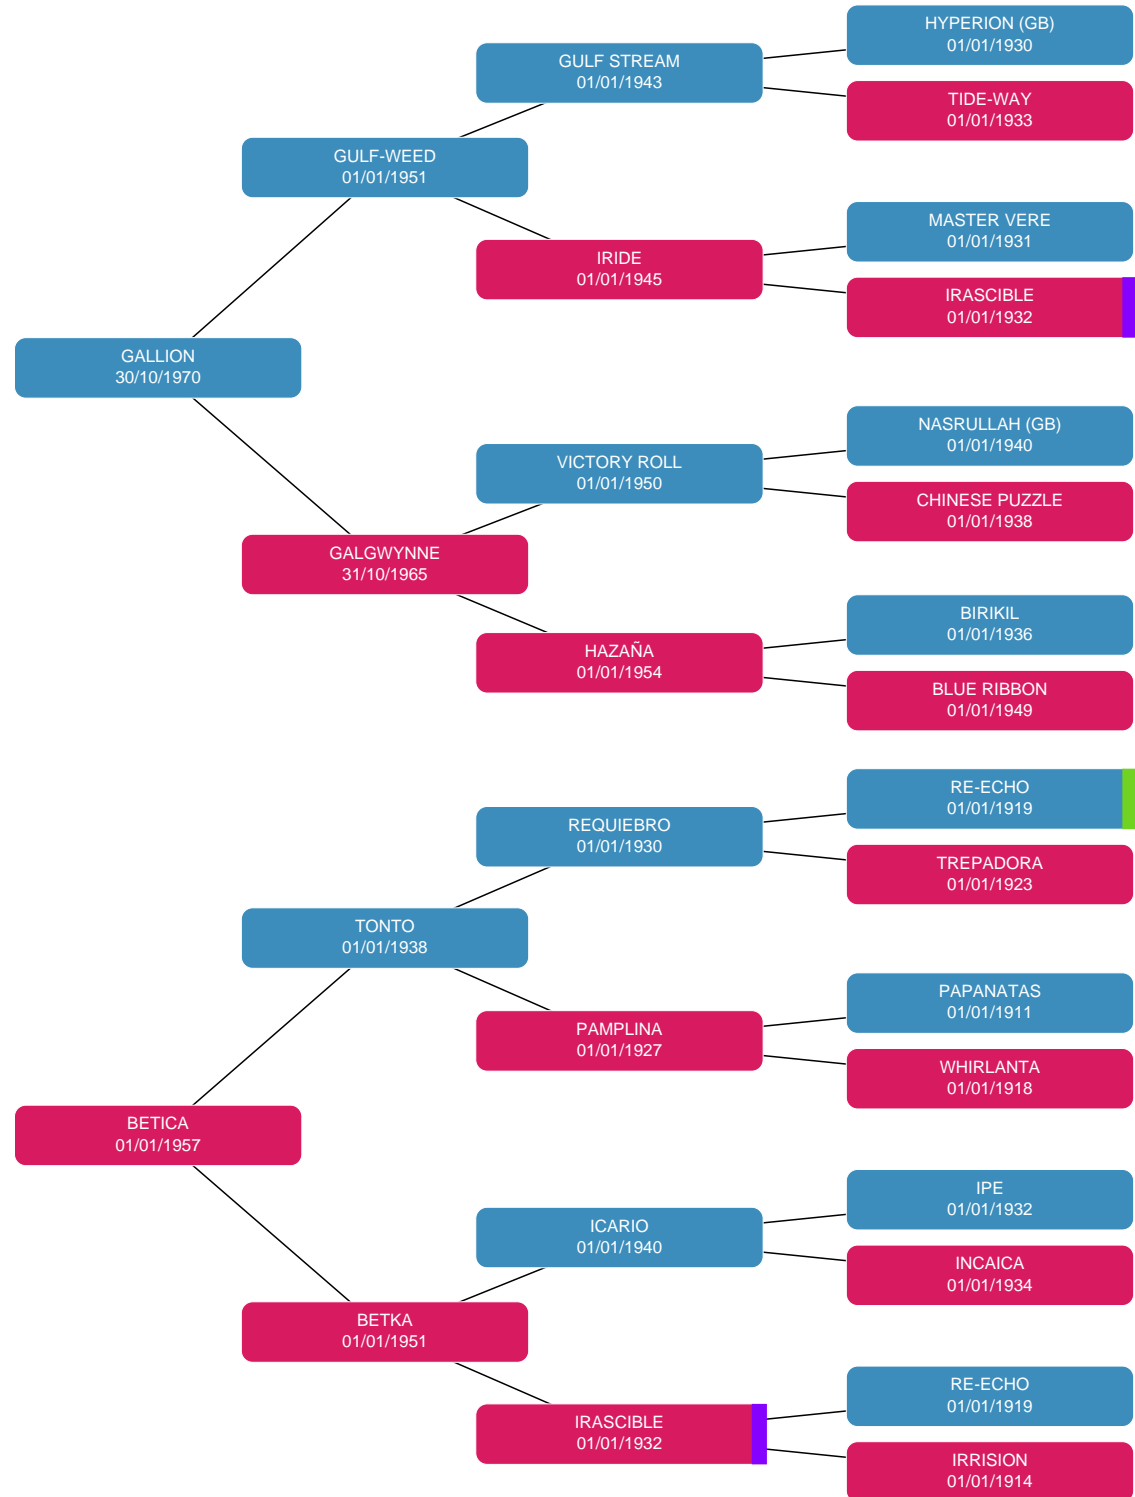 HYPERION (GB)
01/01/1930
GULF STREAM
01/01/1943
TIDE-WAY
01/01/1933
GULF-WEED
01/01/1951
MASTER VERE
01/01/1931
IRIDE
01/01/1945
IRASCIBLE
01/01/1932
GALLION
30/10/1970
NASRULLAH (GB)
01/01/1940
VICTORY ROLL
01/01/1950
CHINESE PUZZLE
01/01/1938
GALGWYNNE
31/10/1965
BIRIKIL
01/01/1936
HAZAÑA
01/01/1954
BLUE RIBBON
01/01/1949
RE-ECHO
01/01/1919
REQUIEBRO
01/01/1930
TREPADORA
01/01/1923
TONTO
01/01/1938
PAPANATAS
01/01/1911
PAMPLINA
01/01/1927
WHIRLANTA
01/01/1918
BETICA
01/01/1957
IPE
01/01/1932
ICARIO
01/01/1940
INCAICA
01/01/1934
BETKA
01/01/1951
RE-ECHO
01/01/1919
IRASCIBLE
01/01/1932
IRRISION
01/01/1914